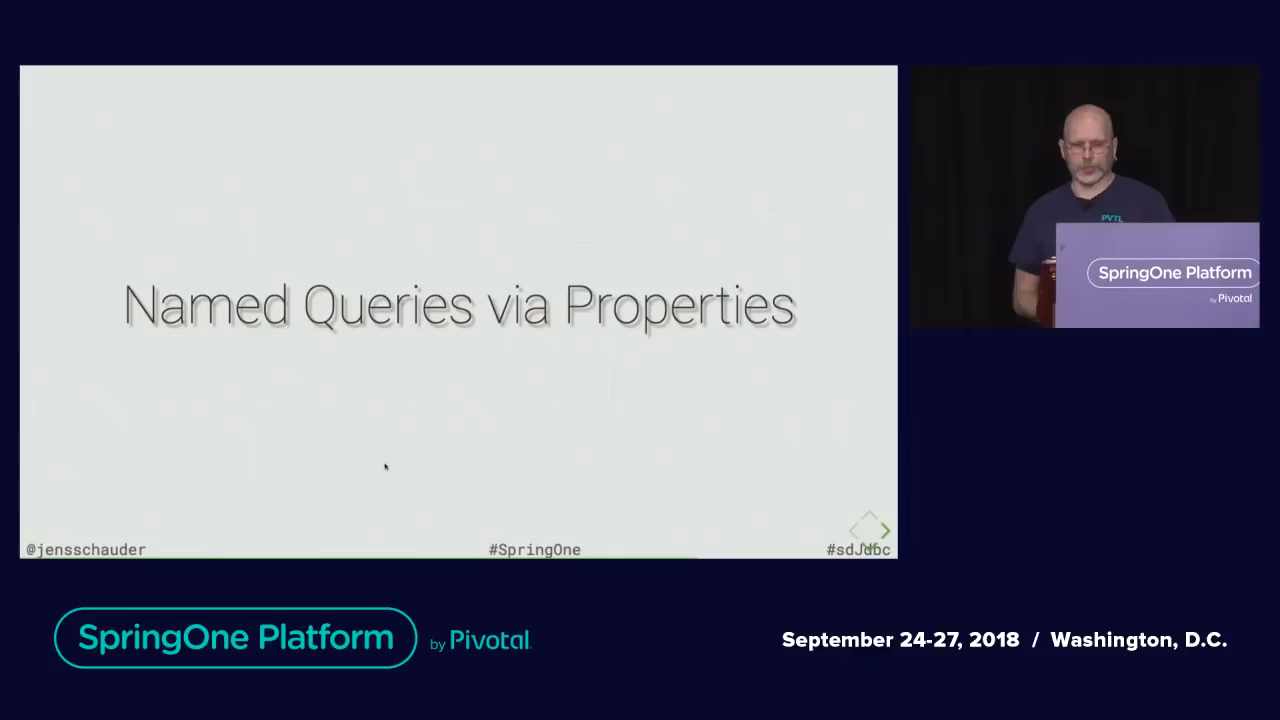 Named Queries via Properties
@jensschauder
#SpringOne
#sdJdbc
PVTL
SpringOne Platform
by Pivotal
SpringOne Platform
by Pivotal
September 24-27, 2018 / Washington, D.C.